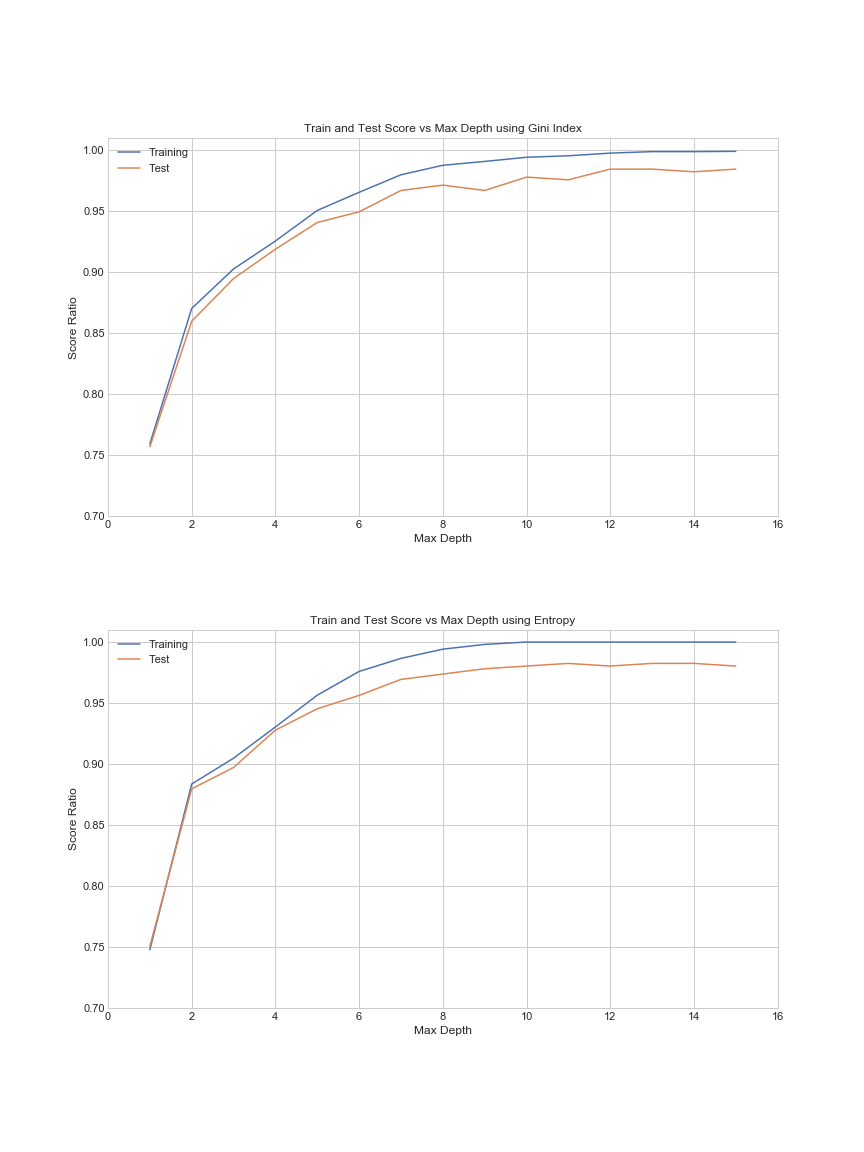 Train and Test Score vs Max Depth using Gini Index
1.00
Training
Test
0.95
0.90
0.85
Score Ratio
0.80
0.75
0.70
0 2 4 6 8 10 12 14 16
Max Depth
Train and Test Score vs Max Depth using Entropy
1.00
Training
Test
0.95
0.90
0.85
Score Ratio
0.80
0.75
0.70
0 2 4 6 8 10 12 14 16
Max Depth